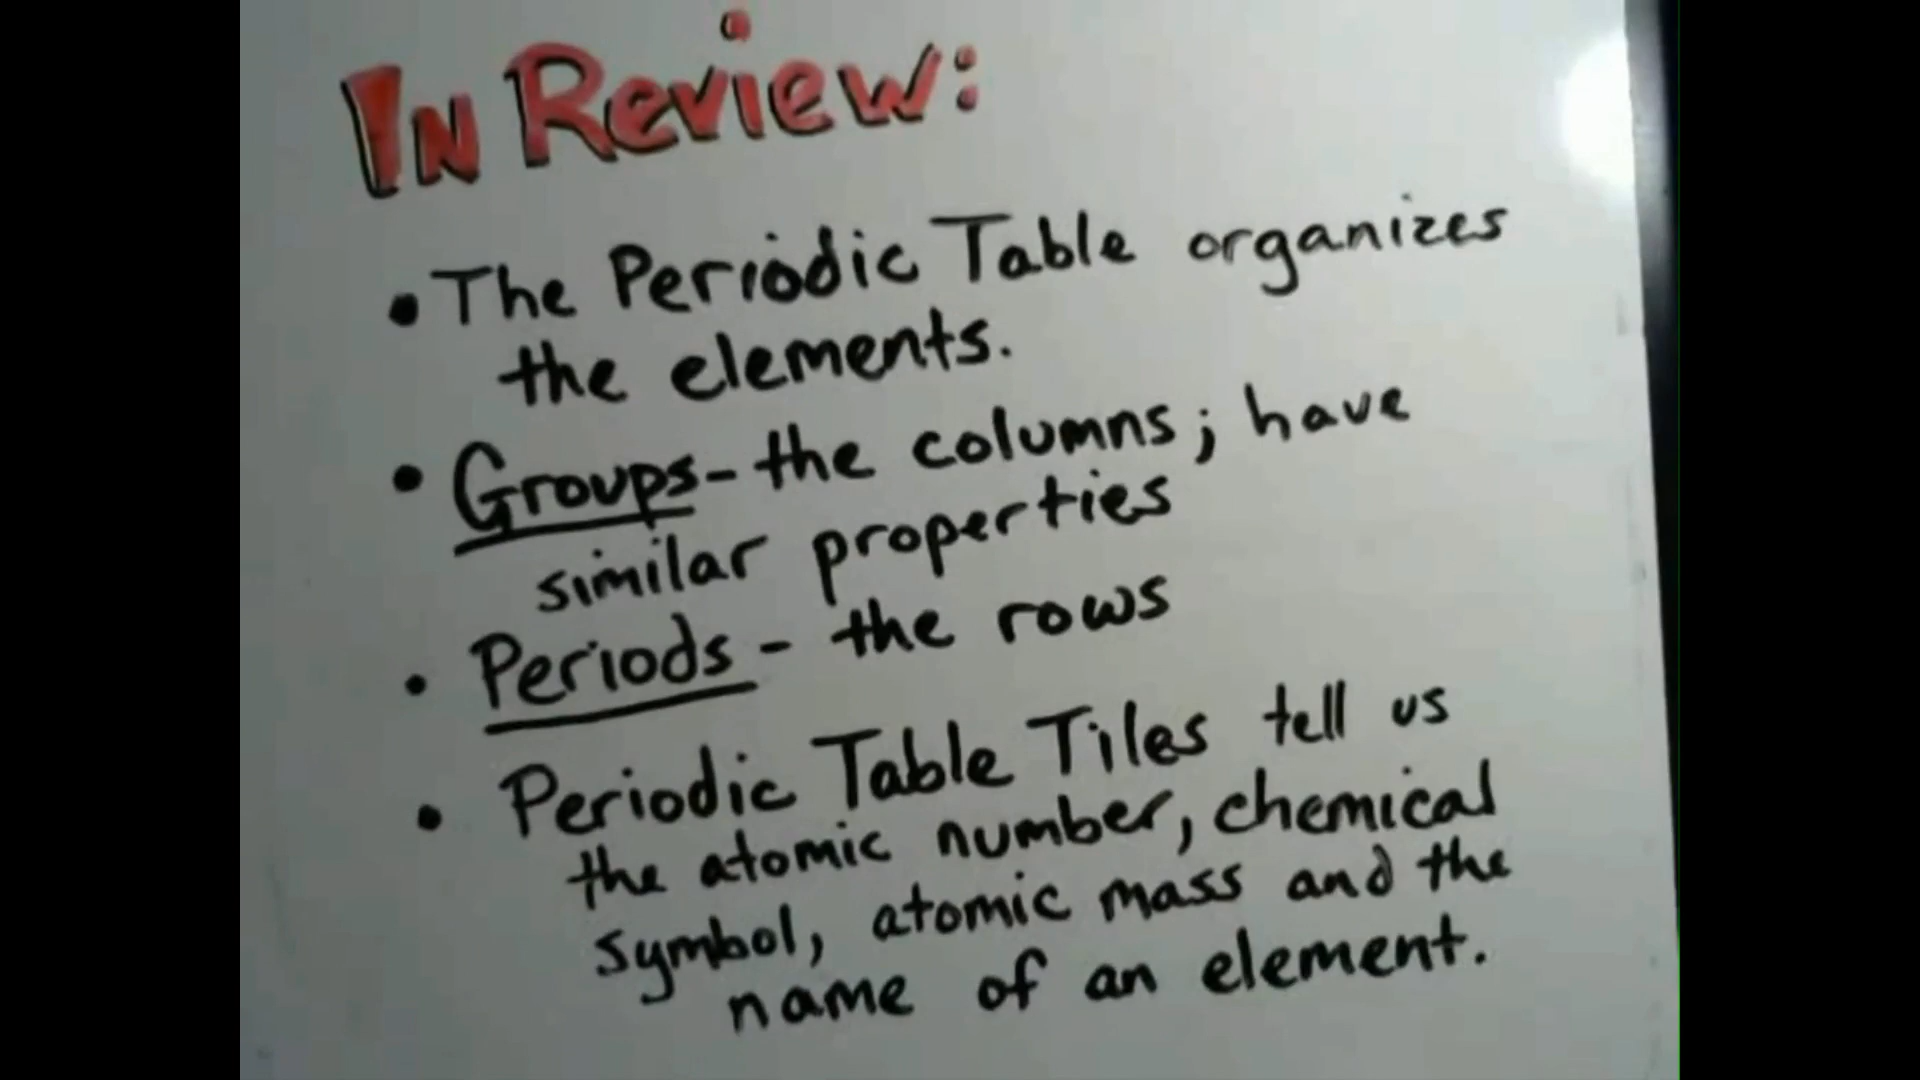 In Review:
• The Periodic Table organizes
the elements.
• Groups - the columns; have
similar properties
• Periods - the rows
• Periodic Table Tiles tell us
the atomic number, chemical
symbol, atomic mass and the
name of an element.